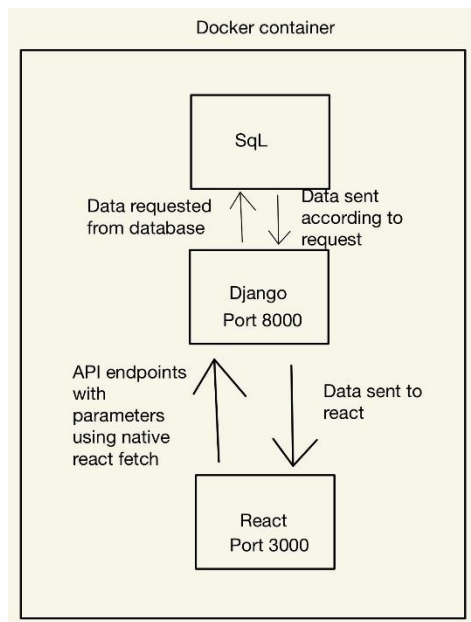 Docker container
SqL
Data requested
from database
Data sent
according to
request
Django
Port 8000
API endpoints
with
parameters
using native
react fetch
Data sent to
react
React
Port 3000